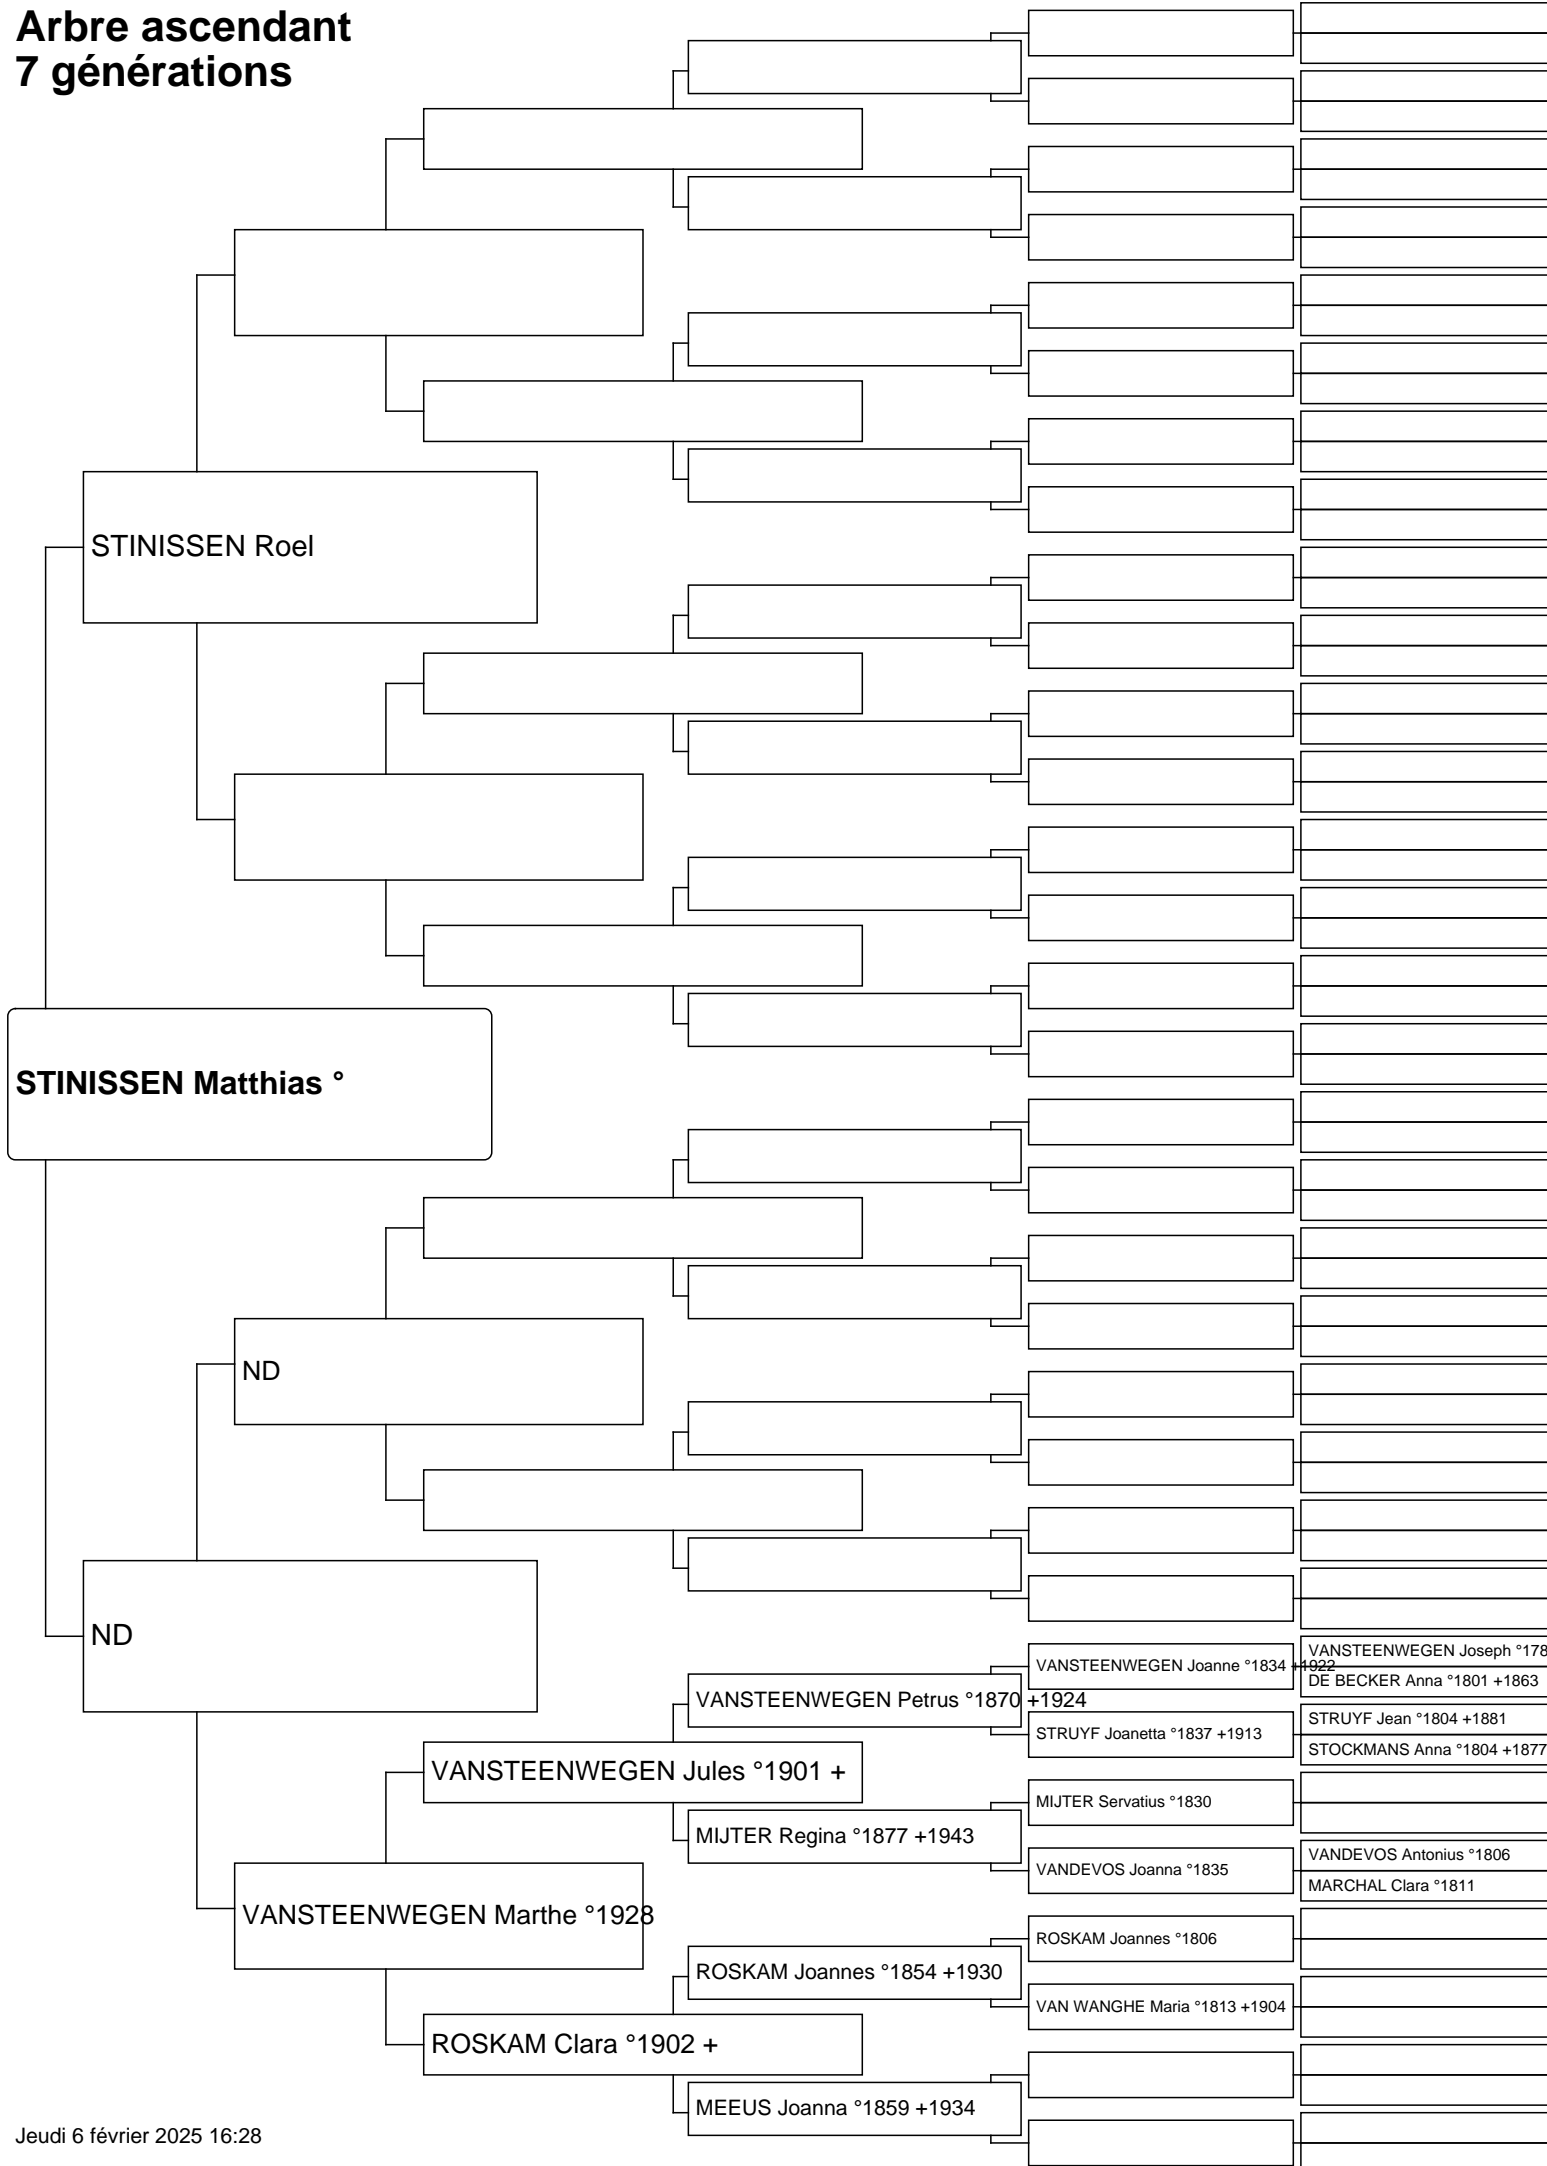 Arbre ascendant
7 générations
STINISSEN Roel
STINISSEN Matthias °
ND
ND
VANSTEENWEGEN Joseph °178
VANSTEENWEGEN Joanne °1834 +1922
DE BECKER Anna °1801 +1863
VANSTEENWEGEN Petrus °1870 +1924
STRUYF Jean °1804 +1881
STRUYF Joanetta °1837 +1913
STOCKMANS Anna °1804 +1877
VANSTEENWEGEN Jules °1901 +
MIJTER Servatius °1830
MIJTER Regina °1877 +1943
VANDEVOS Antonius °1806
VANDEVOS Joanna °1835
MARCHAL Clara °1811
VANSTEENWEGEN Marthe °1928
ROSKAM Joannes °1806
ROSKAM Joannes °1854 +1930
VAN WANGHE Maria °1813 +1904
ROSKAM Clara °1902 +
MEEUS Joanna °1859 +1934
Jeudi 6 février 2025 16:28